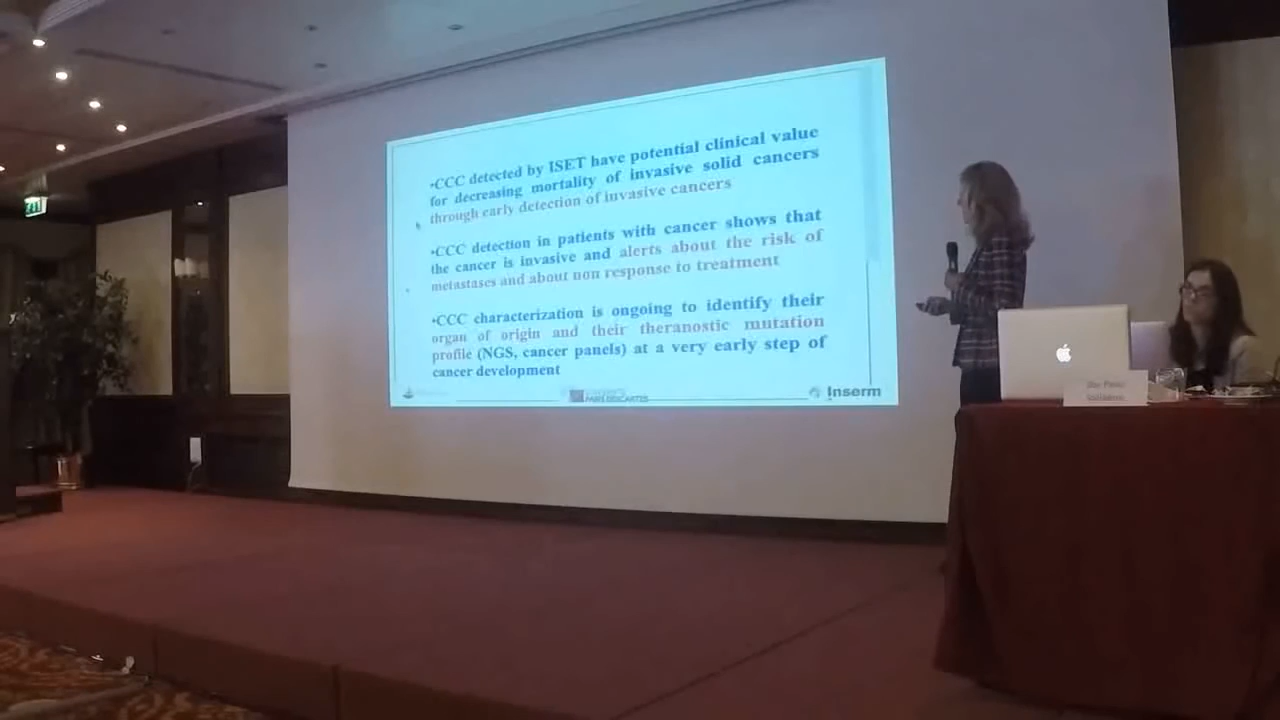 •CCC detected by ISET have potential clinical value
for decreasing mortality of invasive solid cancers
through early detection of invasive cancers
•CCC detection in patients with cancer shows that
the cancer is invasive and alerts about the risk of
metastases and about non response to treatment
•CCC characterization is ongoing to identify their
organ of origin and their theranostic mutation
profile (NGS, cancer panels) at a very early step of
cancer development
PARIS DESCARTES
Inserm